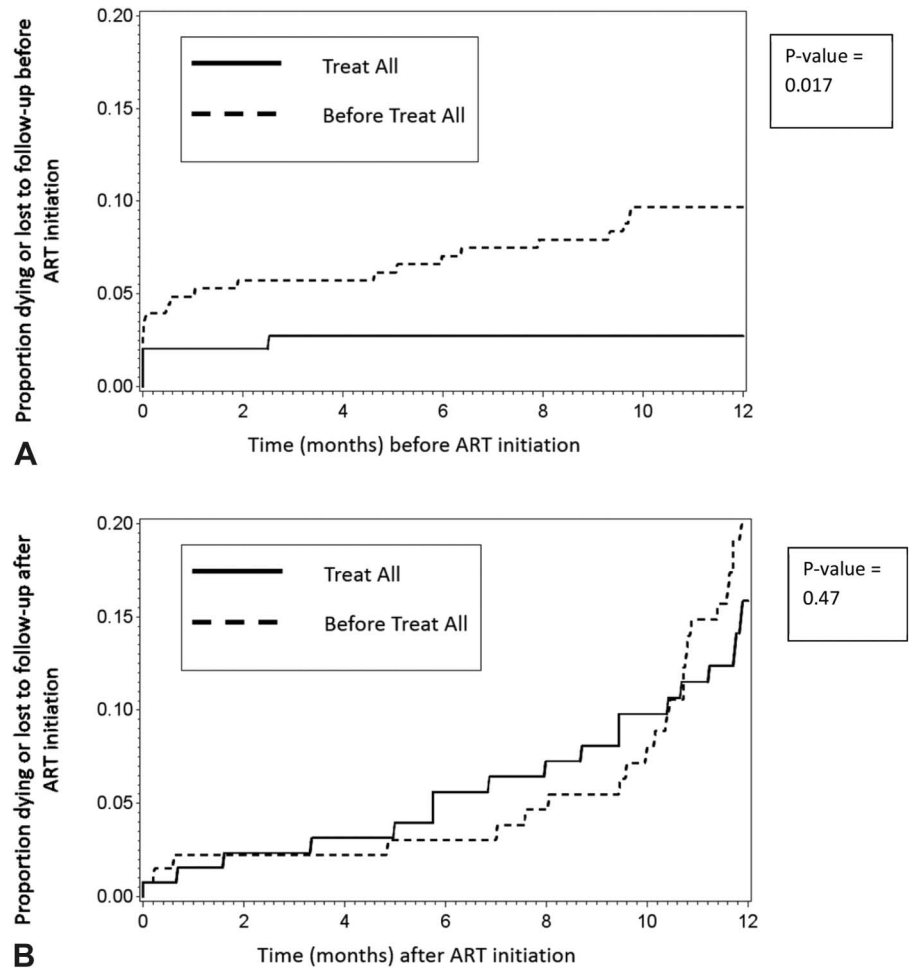 Proportion dying or lost to follow-up before
ART initiation
0.20
0.15
0.10
0.05
0.00
Treat All
Before Treat All
P-value =
0.017
0 2 4 6 8 10 12
Time (months) before ART initiation
A
Proportion dying or lost to follow-up after
ART initiation
0.20
0.15
0.10
0.05
0.00
Treat All
Before Treat All
P-value =
0.47
0 2 4 6 8 10 12
Time (months) after ART initiation
B